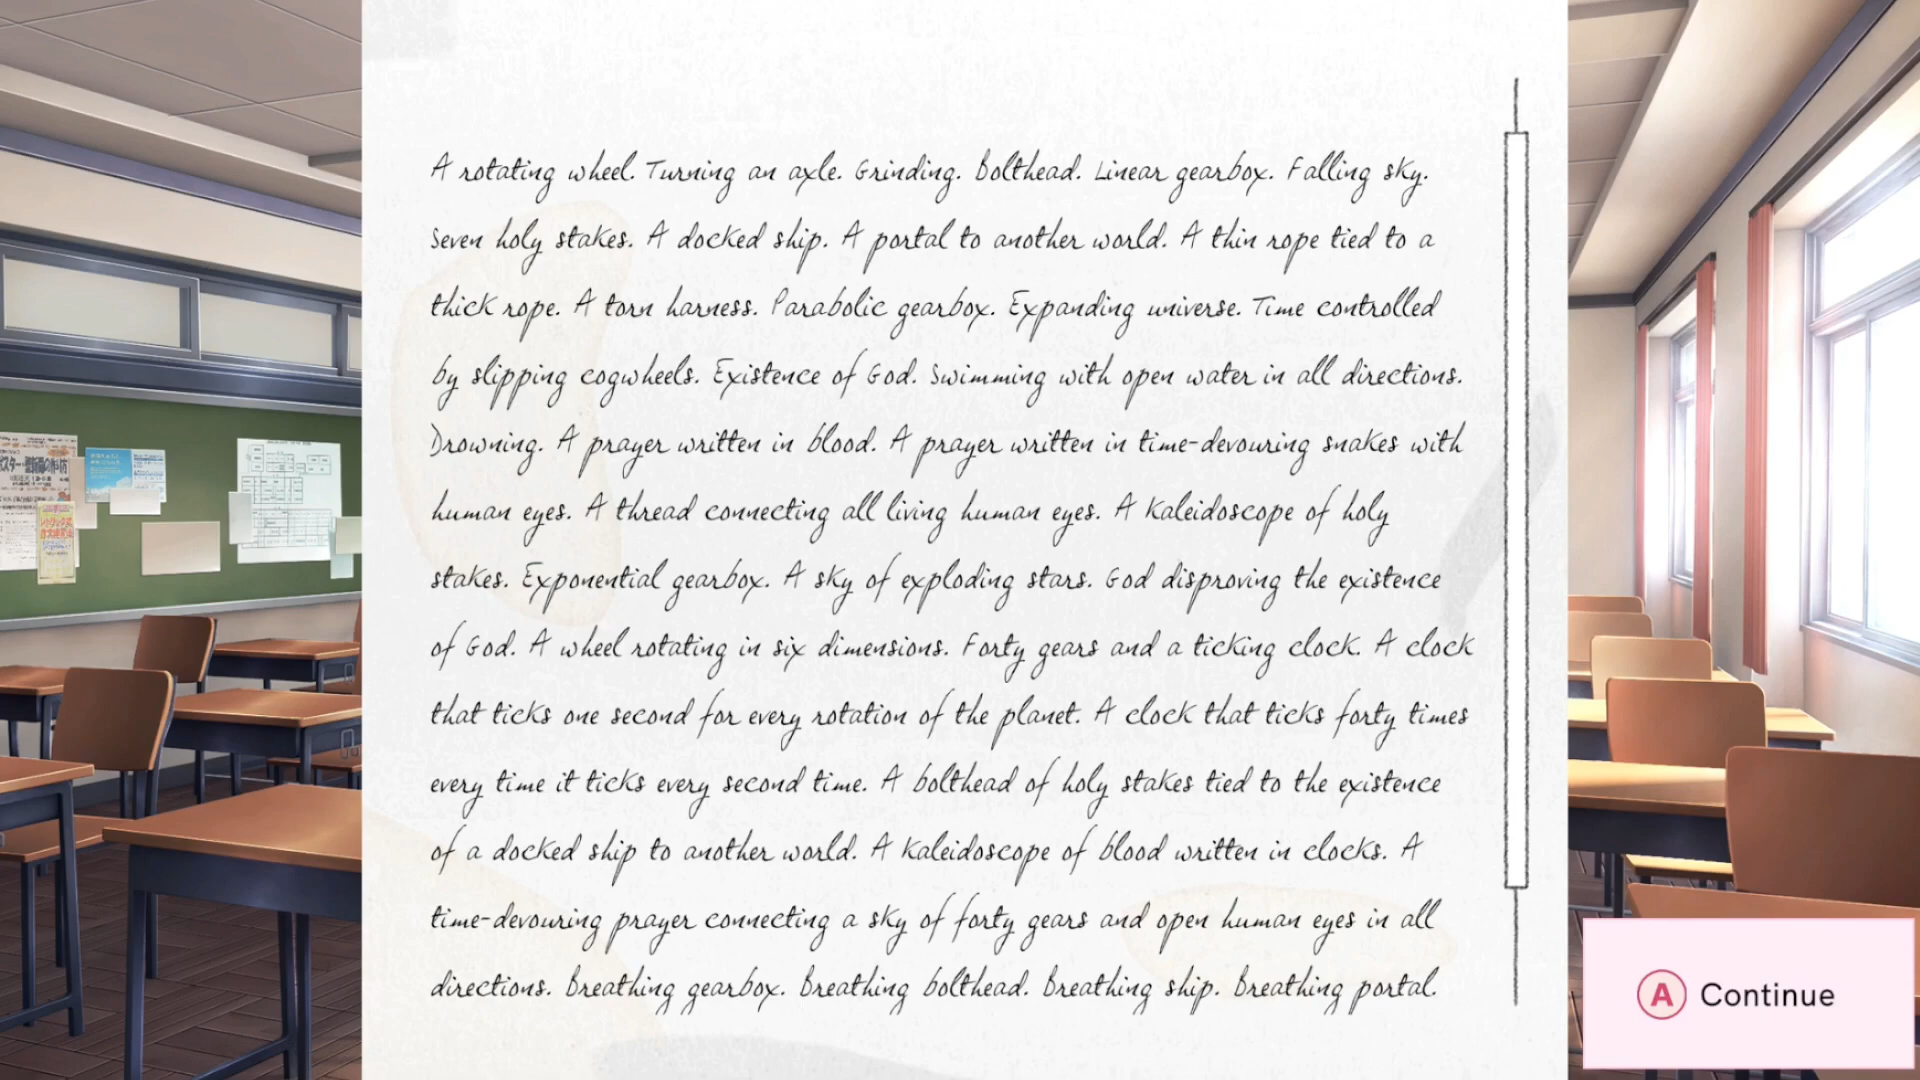 A rotating wheel. Turning an axle. Grinding. Bolthead. Linear gearbox. Falling sky.
Seven holy stakes. A docked ship. A portal to another world. A thin rope tied to a
thick rope. A torn harness. Parabolic gearbox. Expanding universe. Time controlled
by slipping cogwheels. Existence of God. Swimming with open water in all directions.
Drowning. A prayer written in blood. A prayer written in time-devouring snakes with
human eyes. A thread connecting all living human eyes. A kaleidoscope of holy
stakes. Exponential gearbox. A sky of exploding stars. God disproving the existence
of God. A wheel rotating in six dimensions. Forty gears and a ticking clock. A clock
that ticks one second for every rotation of the planet. A clock that ticks forty times
every time it ticks every second time. A bolthead of holy stakes tied to the existence
of a docked ship to another world. A kaleidoscope of blood written in clocks. A
time-devouring prayer connecting a sky of forty gears and open human eyes in all
directions. Breathing gearbox. Breathing bolthead. Breathing ship. Breathing portal.
A Continue